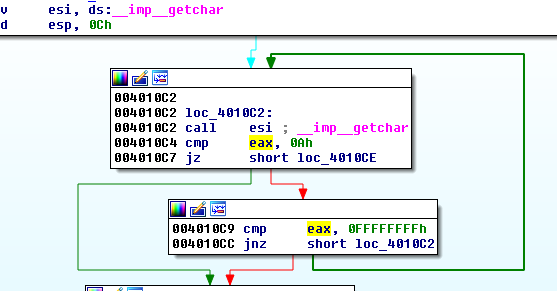 v     esi, ds:__imp__getchar
d     esp, 0Ch
004010C2
004010C2 loc_4010C2:
004010C2 call    esi ; __imp__getchar
004010C4 cmp     eax, 0Ah
004010C7 jz      short loc_4010CE
004010C9 cmp     eax, 0FFFFFFFFh
004010CC jnz     short loc_4010C2